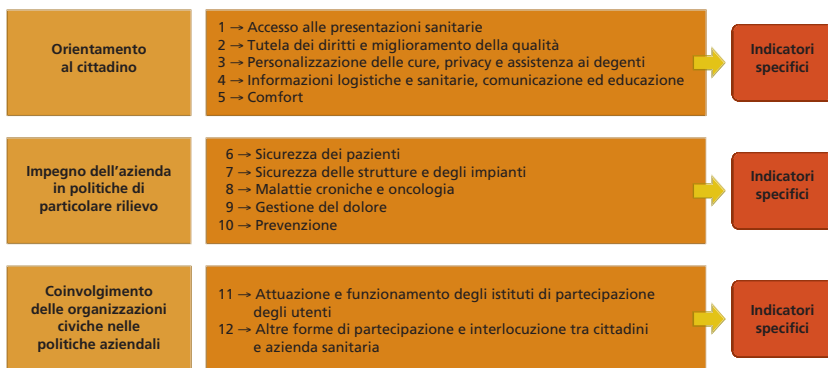 Orientamento
al cittadino
1 → Accesso alle presentazioni sanitarie
2 → Tutela dei diritti e miglioramento della qualità
3 → Personalizzazione delle cure, privacy e assistenza ai degenti
4 → Informazioni logistiche e sanitarie, comunicazione ed educazione
5 → Comfort
Indicatori
specifici
Impegno dell'azienda
in politiche di
particolare rilievo
6 → Sicurezza dei pazienti
7 → Sicurezza delle strutture e degli impianti
8 → Malattie croniche e oncologia
9 → Gestione del dolore
10 → Prevenzione
Indicatori
specifici
Coinvolgimento
delle organizzazioni
civiche nelle
politiche aziendali
11 → Attuazione e funzionamento degli istituti di partecipazione
degli utenti
12 → Altre forme di partecipazione e interlocuzione tra cittadini
e azienda sanitaria
Indicatori
specifici